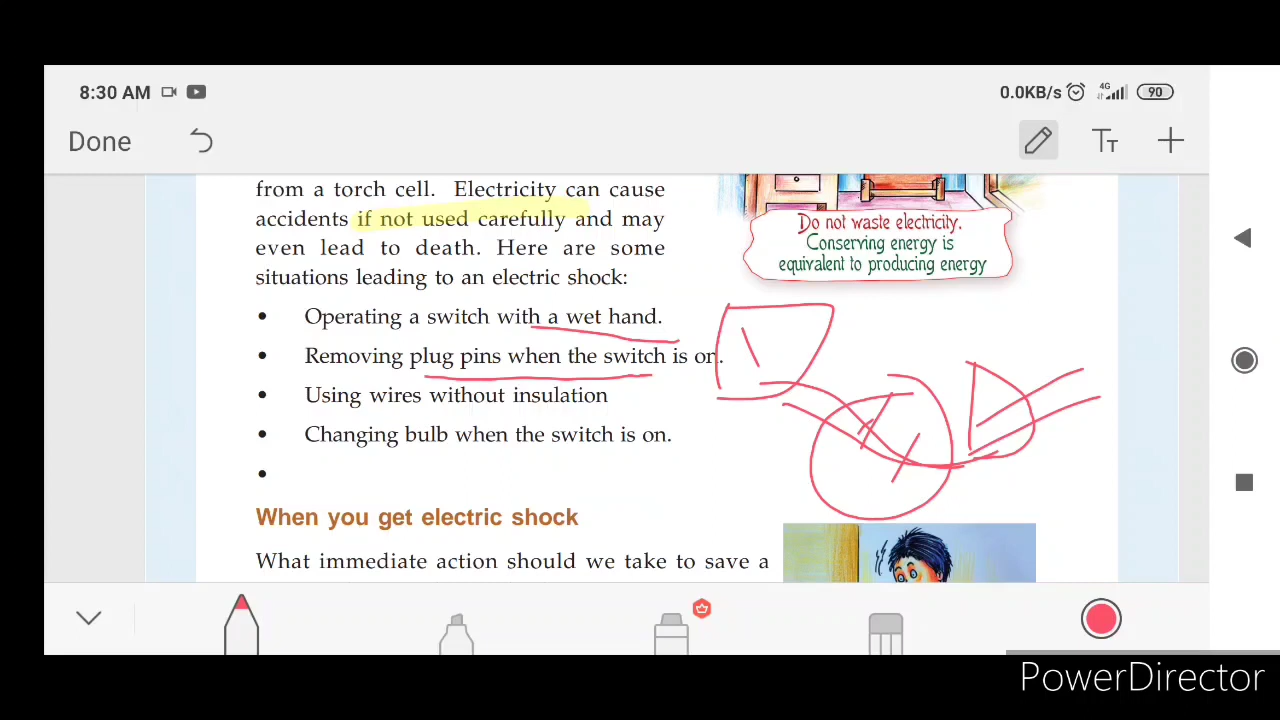 8:30 AM
0.0KB/s 4G 90
Done
from a torch cell. Electricity can cause
accidents if not used carefully and may
even lead to death. Here are some
situations leading to an electric shock:
• Operating a switch with a wet hand.
• Removing plug pins when the switch is on.
• Using wires without insulation
• Changing bulb when the switch is on.
•
Do not waste electricity.
Conserving energy is
equivalent to producing energy
When you get electric shock
What immediate action should we take to save a
PowerDirector